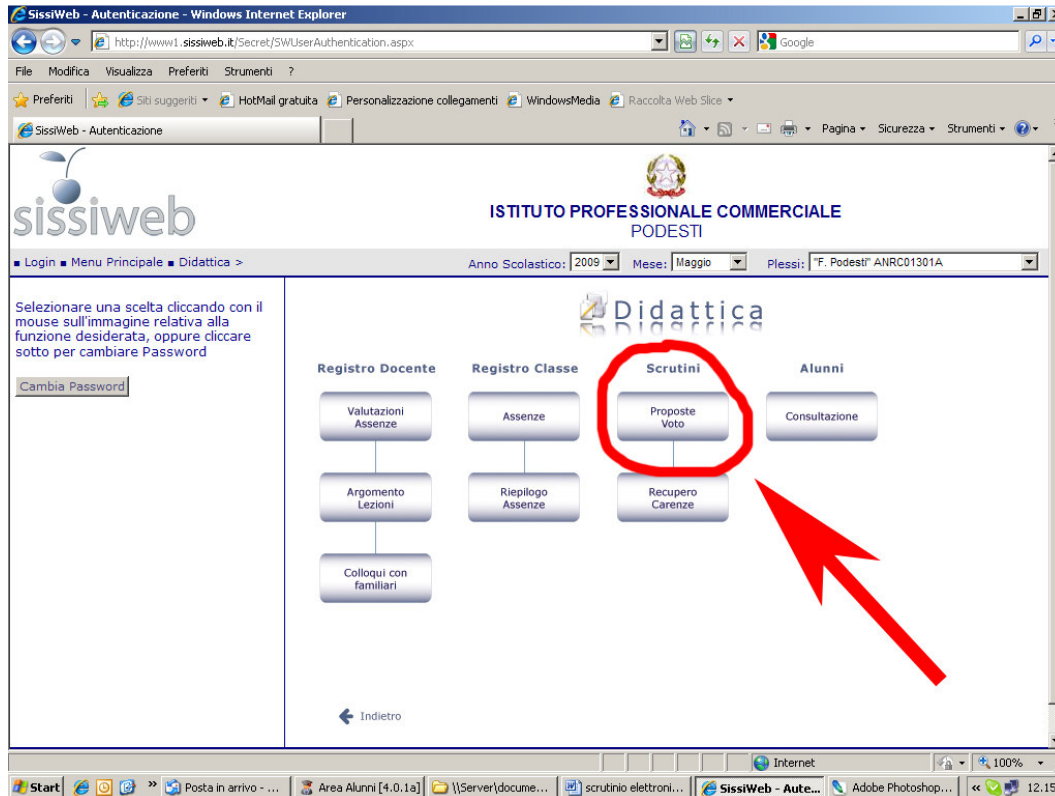 SissiWeb - Autenticazione - Windows Internet Explorer
http://www1.sissiweb.it/Secret/SWUserAuthentication.aspx
Google
File Modifica Visualizza Preferiti Strumenti ?
Preferiti Siti suggeriti HotMail gratuita Personalizzazione collegamenti WindowsMedia Raccolta Web Slice
SissiWeb - Autenticazione
Pagina Sicurezza Strumenti
sissiweb
ISTITUTO PROFESSIONALE COMMERCIALE
PODESTI
Login Menu Principale Didattica >
Anno Scolastico: 2009 Mese: Maggio Plessi: "F. Podesti" ANRC01301A
Selezionare una scelta cliccando con il
mouse sull'immagine relativa alla
funzione desiderata, oppure cliccare
sotto per cambiare Password
Cambia Password
Didattica
Registro Docente Registro Classe Scrutini Alunni
Valutazioni
Assenze
Assenze
Proposte
Voto
Consultazione
Argomento
Lezioni
Riepilogo
Assenze
Recupero
Carenze
Colloqui con
familiari
Indietro
Internet 100%
Start » Posta in arrivo - ... Area Alunni [4.0.1a] \\Server\docume... scrutinio elettroni... SissiWeb - Aute... Adobe Photoshop... « 12.15